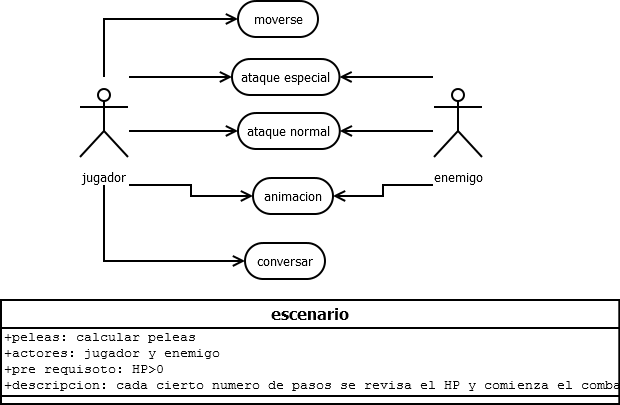 moverse
ataque especial
ataque normal
jugador
enemigo
animacion
conversar
escenario
+peleas: calcular peleas
+actores: jugador y enemigo
+pre requisoto: HP>0
+descripcion: cada cierto numero de pasos se revisa el HP y comienza el comba